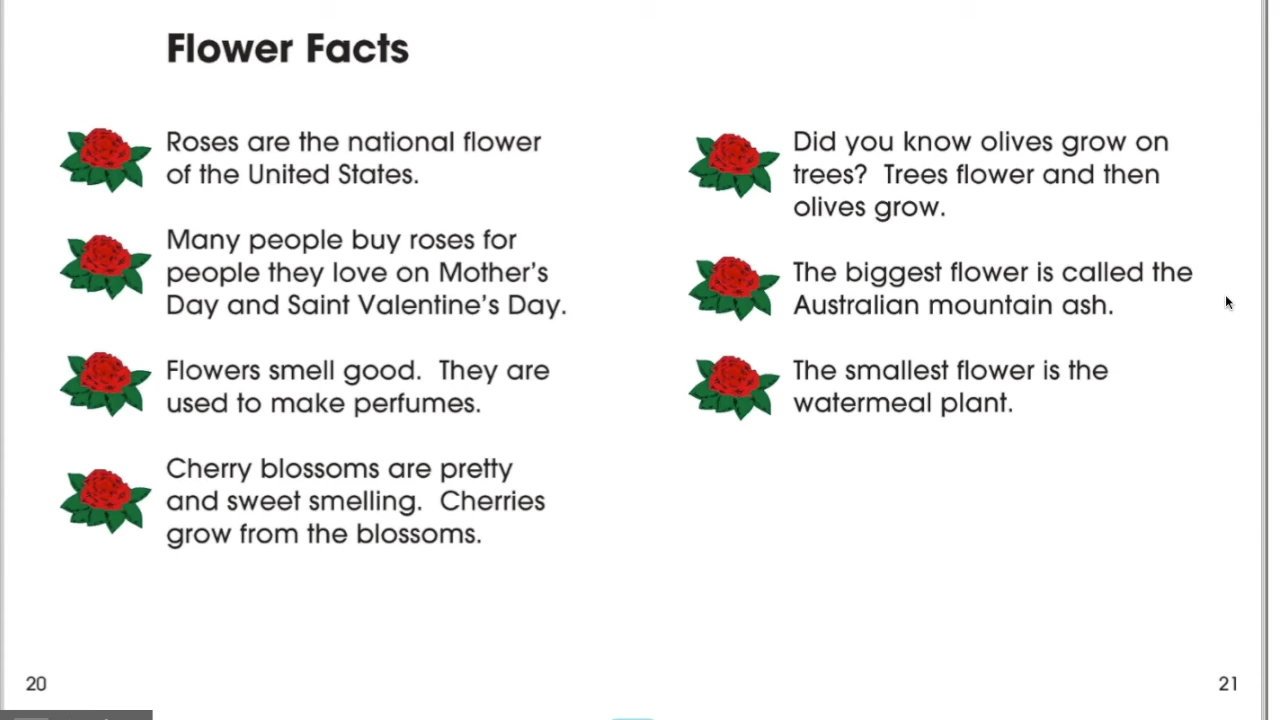 Flower Facts
Roses are the national flower
of the United States.
Many people buy roses for
people they love on Mother's
Day and Saint Valentine's Day.
Flowers smell good.  They are
used to make perfumes.
Cherry blossoms are pretty
and sweet smelling.  Cherries
grow from the blossoms.
20
Did you know olives grow on
trees?  Trees flower and then
olives grow.
The biggest flower is called the
Australian mountain ash.
The smallest flower is the
watermeal plant.
21